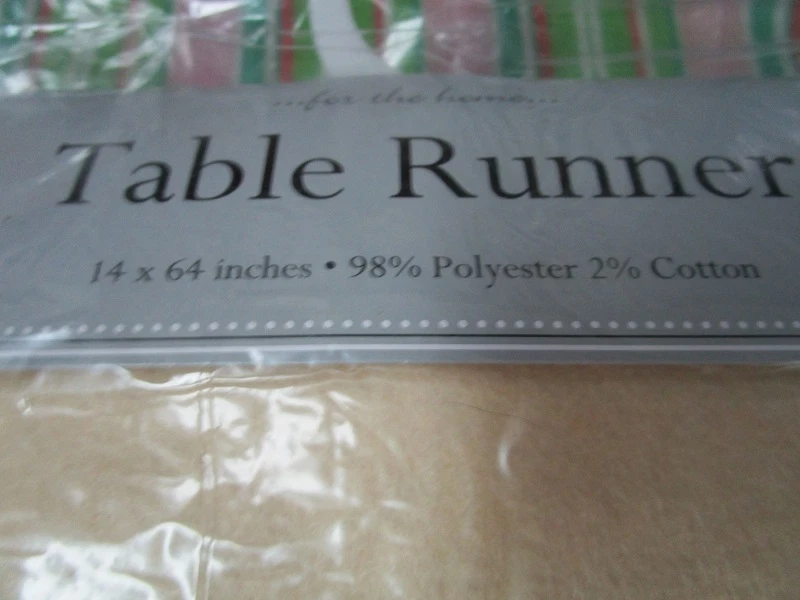 ...for the home...
Table Runner
14 x 64 inches • 98% Polyester 2% Cotton